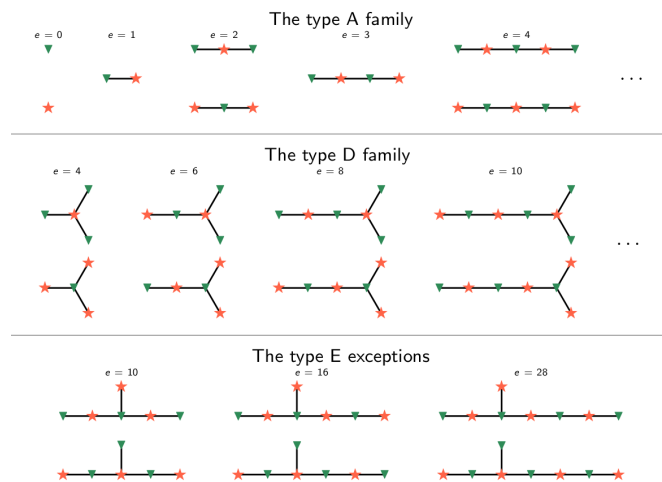 The type A family
e = 0 e = 1 e = 2 e = 3 e = 4
. . .
The type D family
e = 4 e = 6 e = 8 e = 10
. . .
The type E exceptions
e = 10 e = 16 e = 28